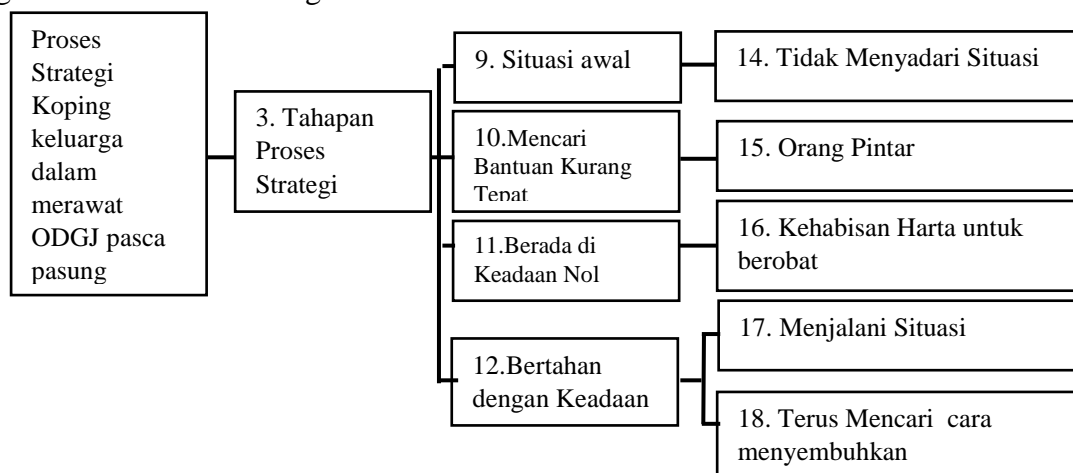 Proses
Strategi
Koping
keluarga
dalam
merawat
ODGJ pasca
pasung
3. Tahapan
Proses
Strategi
9. Situasi awal
10.Mencari
Bantuan Kurang
Tepat
11.Berada di
Keadaan Nol
12.Bertahan
dengan Keadaan
14. Tidak Menyadari Situasi
15. Orang Pintar
16. Kehabisan Harta untuk
berobat
17. Menjalani Situasi
18. Terus Mencari  cara
menyembuhkan